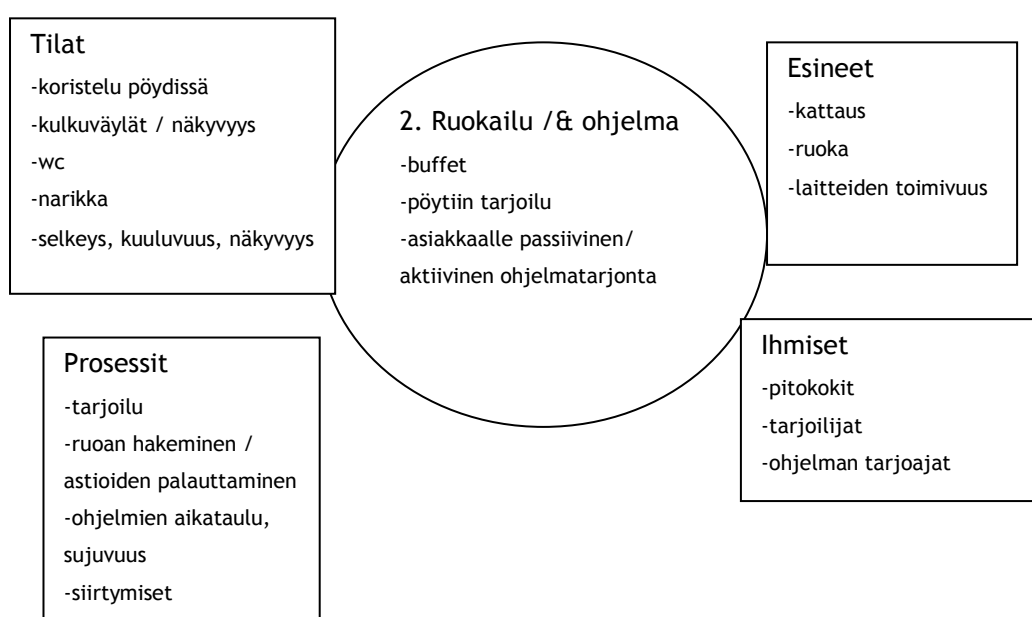 Tilat
-koristelu pöydissä
-kulkuväylät / näkyvyys
-wc
-narikka
-selkeys, kuuluvuus, näkyvyys
2. Ruokailu /& ohjelma
-buffet
-pöytiin tarjoilu
-asiakkaalle passiivinen/
aktiivinen ohjelmatarjonta
Esineet
-kattaus
-ruoka
-laitteiden toimivuus
Prosessit
-tarjoilu
-ruoan hakeminen /
astioiden palauttaminen
-ohjelmien aikataulu,
sujuvuus
-siirtymiset
Ihmiset
-pitokokit
-tarjoilijat
-ohjelman tarjoajat